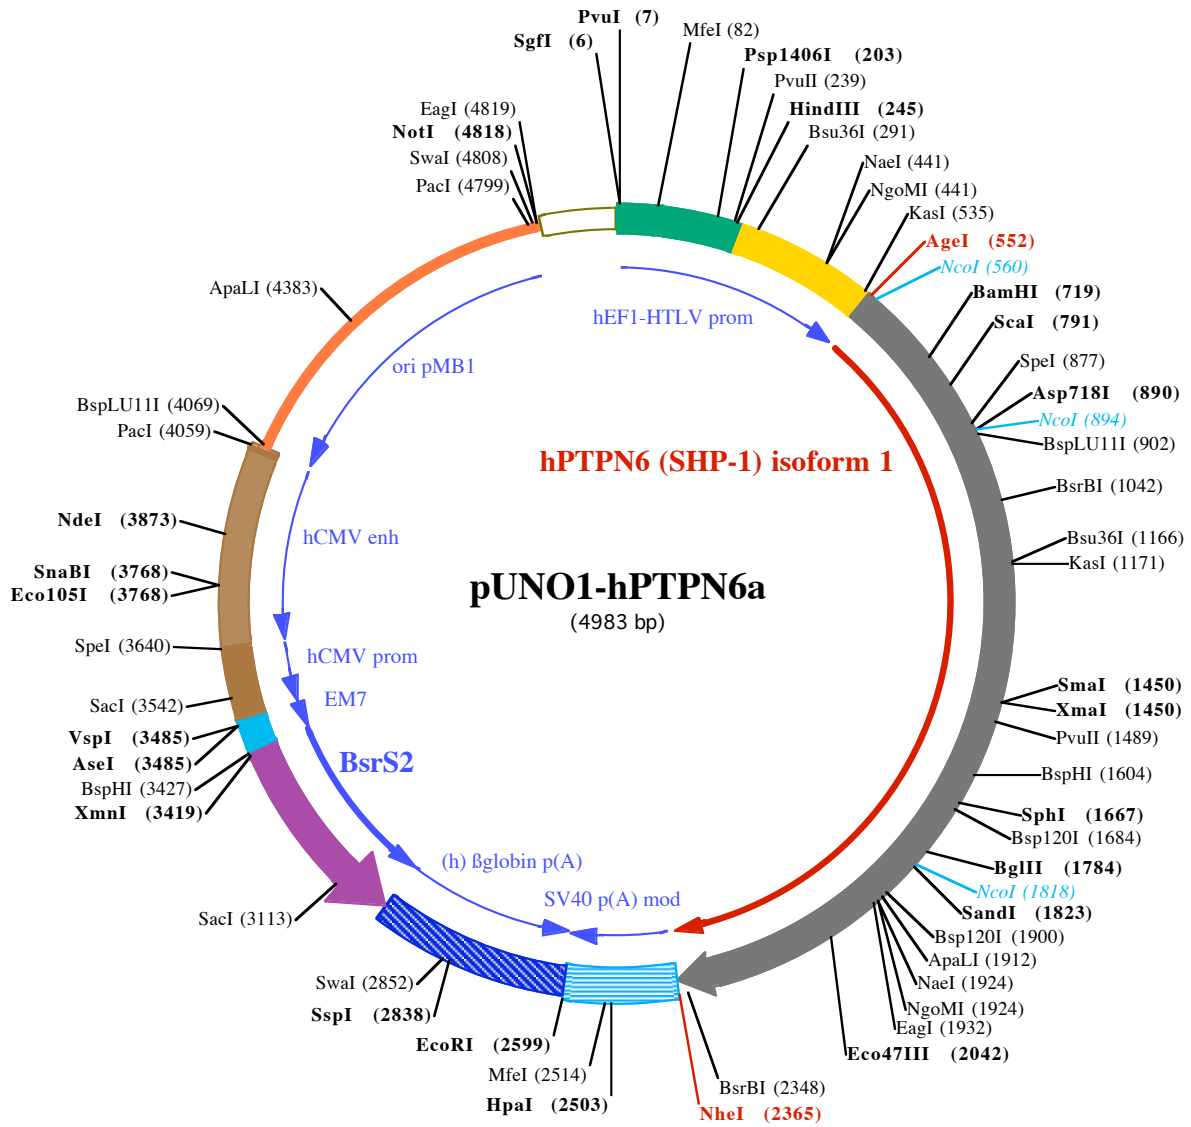 PvuI (7)
SgfI (6)
MfeI (82)
Psp1406I (203)
PvuII (239)
HindIII (245)
Bsu36I (291)
NaeI (441)
NgoMI (441)
KasI (535)
AgeI (552)
NcoI (560)
BamHI (719)
ScaI (791)
SpeI (877)
Asp718I (890)
NcoI (894)
BspLU11I (902)
BsrBI (1042)
Bsu36I (1166)
KasI (1171)
SmaI (1450)
XmaI (1450)
PvuII (1489)
BspHI (1604)
SphI (1667)
Bsp120I (1684)
BglII (1784)
NcoI (1818)
SandI (1823)
Bsp120I (1900)
ApaLI (1912)
NaeI (1924)
NgoMI (1924)
EagI (1932)
Eco47III (2042)
BsrBI (2348)
NheI (2365)
HpaI (2503)
MfeI (2514)
EcoRI (2599)
SspI (2838)
SwaI (2852)
SacI (3113)
XmnI (3419)
BspHI (3427)
AseI (3485)
VspI (3485)
SacI (3542)
SpeI (3640)
Eco105I (3768)
SnaBI (3768)
NdeI (3873)
PacI (4059)
BspLU11I (4069)
ApaLI (4383)
PacI (4799)
SwaI (4808)
NotI (4818)
EagI (4819)
hEF1-HTLV prom
ori pMB1
hPTPN6 (SHP-1) isoform 1
hCMV enh
pUNO1-hPTPN6a
(4983 bp)
hCMV prom
EM7
BsrS2
(h) ßglobin p(A)
SV40 p(A) mod